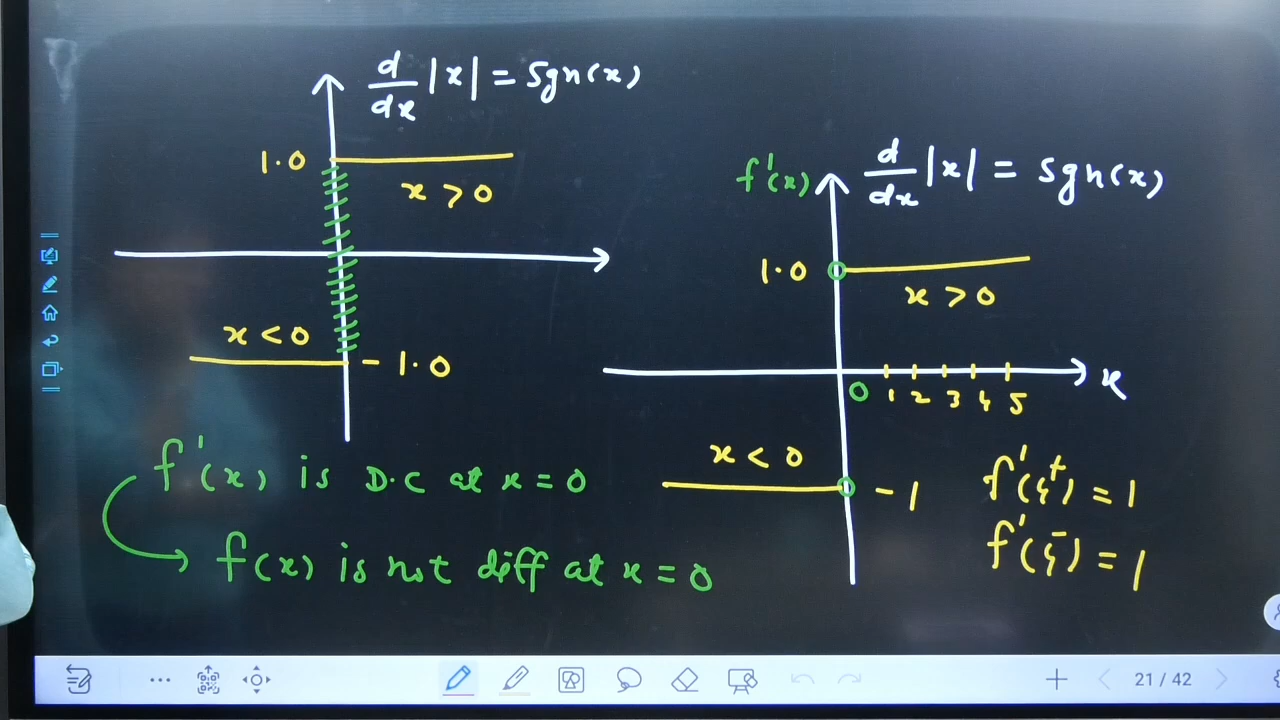 d/dx |x| = Sgn(x)
1.0
x > 0
x < 0
- 1.0
f'(x) is D.C at x = 0
f(x) is not diff at x = 0
f'(x)
d/dx |x| = sgn(x)
1.0
x > 0
x
0 1 2 3 4 5
x < 0
- 1
f'(ς⁺) = 1
f'(ς⁻) = 1
21 / 42